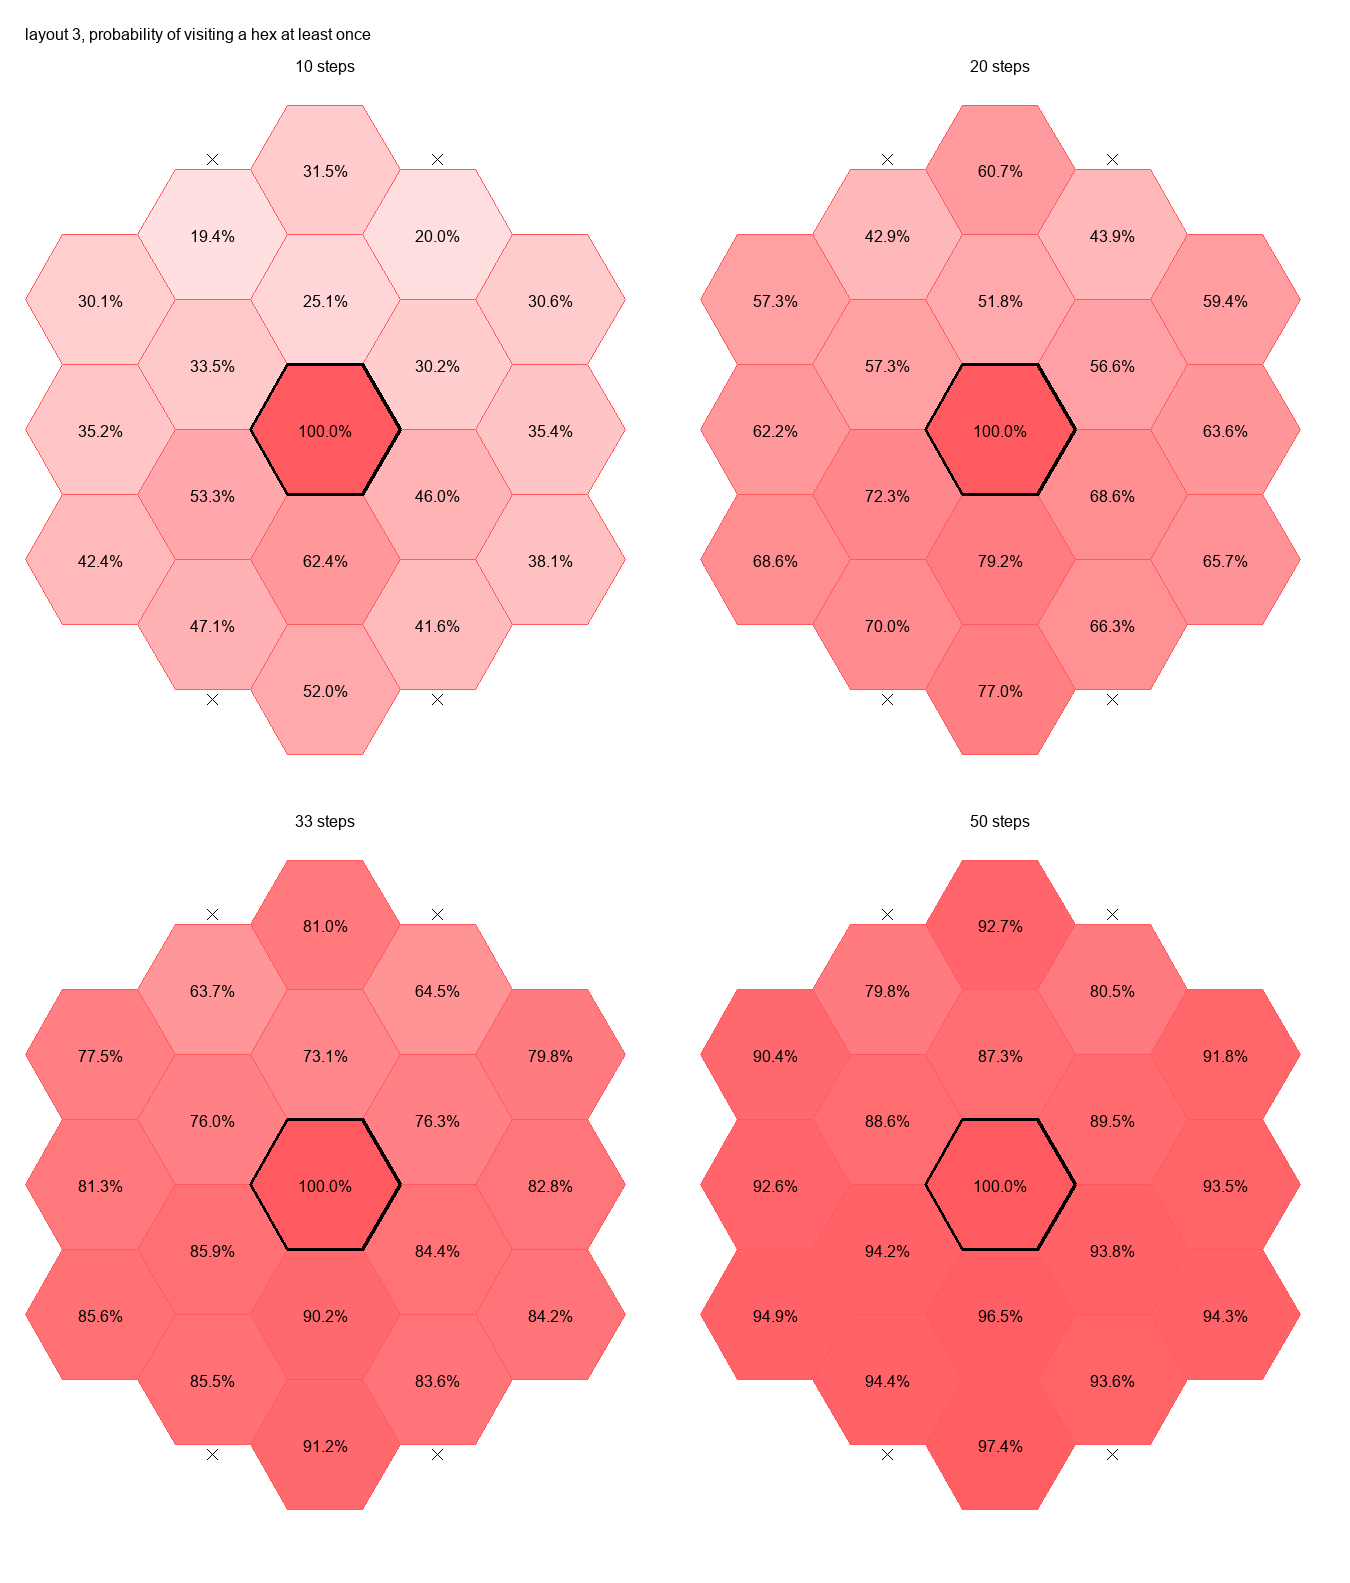 layout 3, probability of visiting a hex at least once
10 steps
31.5%
19.4% 20.0%
30.1% 25.1% 30.6%
33.5% 30.2%
35.2% 100.0% 35.4%
53.3% 46.0%
42.4% 62.4% 38.1%
47.1% 41.6%
52.0%
20 steps
60.7%
42.9% 43.9%
57.3% 51.8% 59.4%
57.3% 56.6%
62.2% 100.0% 63.6%
72.3% 68.6%
68.6% 79.2% 65.7%
70.0% 66.3%
77.0%
33 steps
81.0%
63.7% 64.5%
77.5% 73.1% 79.8%
76.0% 76.3%
81.3% 100.0% 82.8%
85.9% 84.4%
85.6% 90.2% 84.2%
85.5% 83.6%
91.2%
50 steps
92.7%
79.8% 80.5%
90.4% 87.3% 91.8%
88.6% 89.5%
92.6% 100.0% 93.5%
94.2% 93.8%
94.9% 96.5% 94.3%
94.4% 93.6%
97.4%